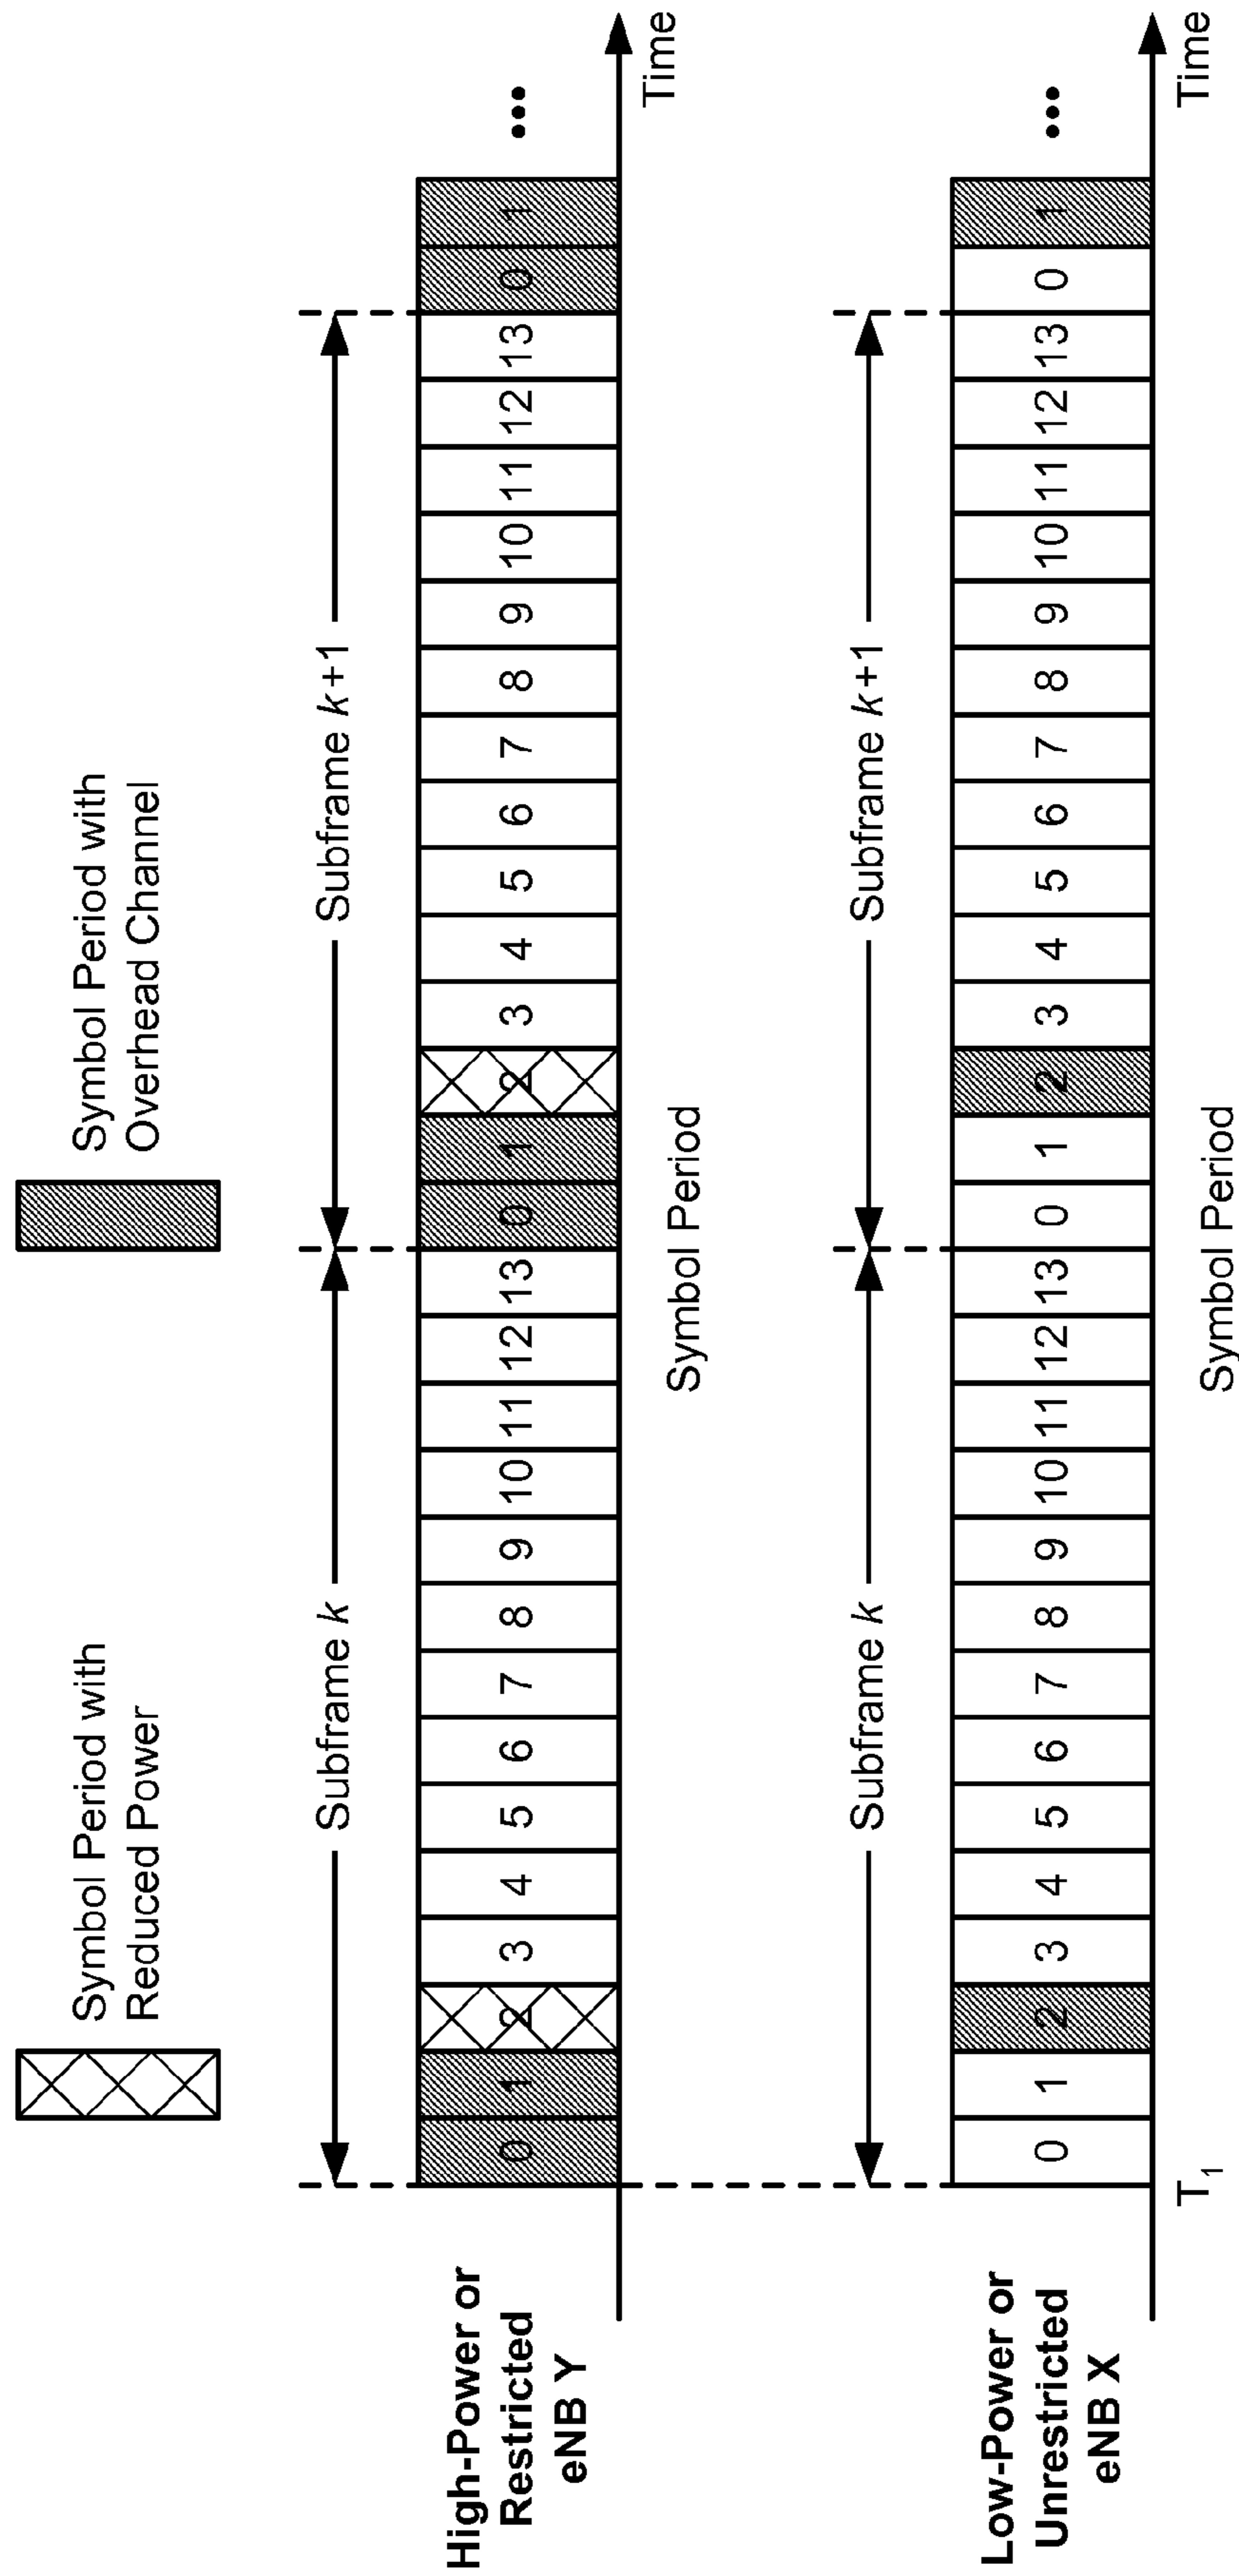 Symbol Period with
Reduced Power
Symbol Period with
Overhead Channel
Subframe k
Subframe k+1
High-Power or
Restricted
eNB Y
0 1 2 3 4 5 6 7 8 9 10 11 12 13 0 1 2 3 4 5 6 7 8 9 10 11 12 13 0 1 •••
Time
Symbol Period
Subframe k
Subframe k+1
Low-Power or
Unrestricted
eNB X
0 1 2 3 4 5 6 7 8 9 10 11 12 13 0 1 2 3 4 5 6 7 8 9 10 11 12 13 0 1 •••
T1
Time
Symbol Period